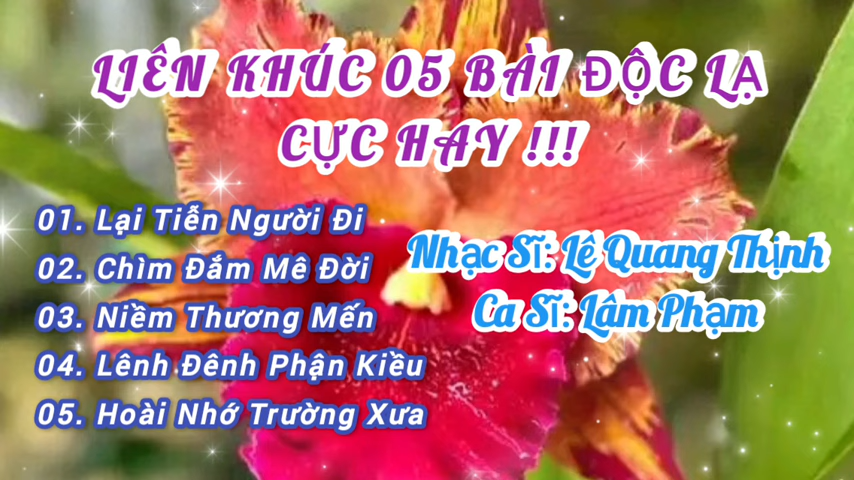 LIÊN KHÚC 05 BÀI ĐỘC LẠ
CỰC HAY !!!
01. Lại Tiễn Người Đi
02. Chìm Đắm Mê Đời
03. Niềm Thương Mến
04. Lênh Đênh Phận Kiều
05. Hoài Nhớ Trường Xưa
Nhạc Sĩ: Lê Quang Thịnh
Ca Sĩ: Lâm Phạm